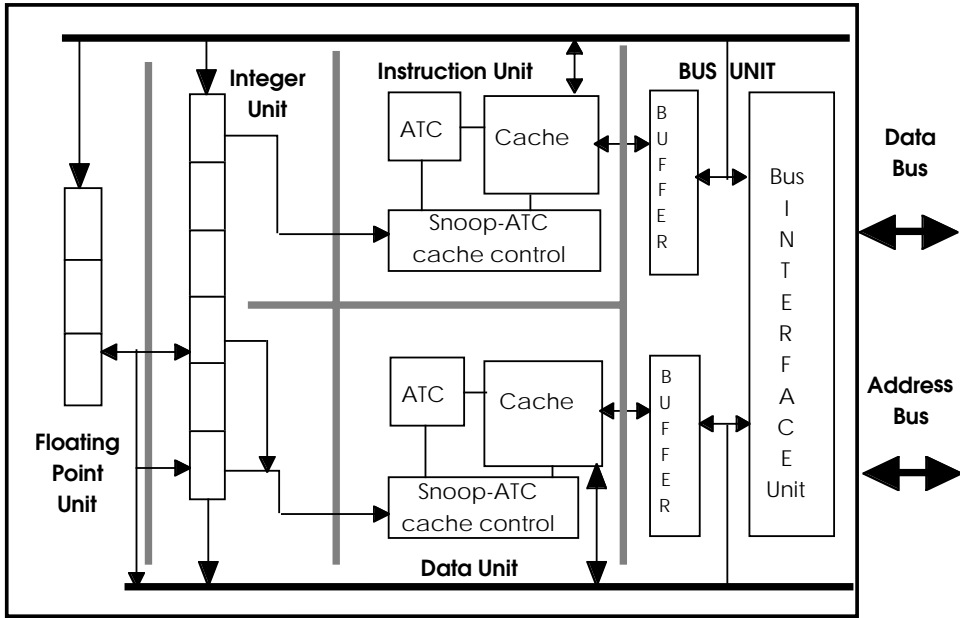 Integer
Unit
Instruction Unit
BUS UNIT
ATC
Cache
Snoop-ATC
cache control
B
U
F
F
E
R
Bus
I
N
T
E
R
F
A
C
E
Unit
Data
Bus
Floating
Point
Unit
ATC
Cache
Snoop-ATC
cache control
B
U
F
F
E
R
Address
Bus
Data Unit